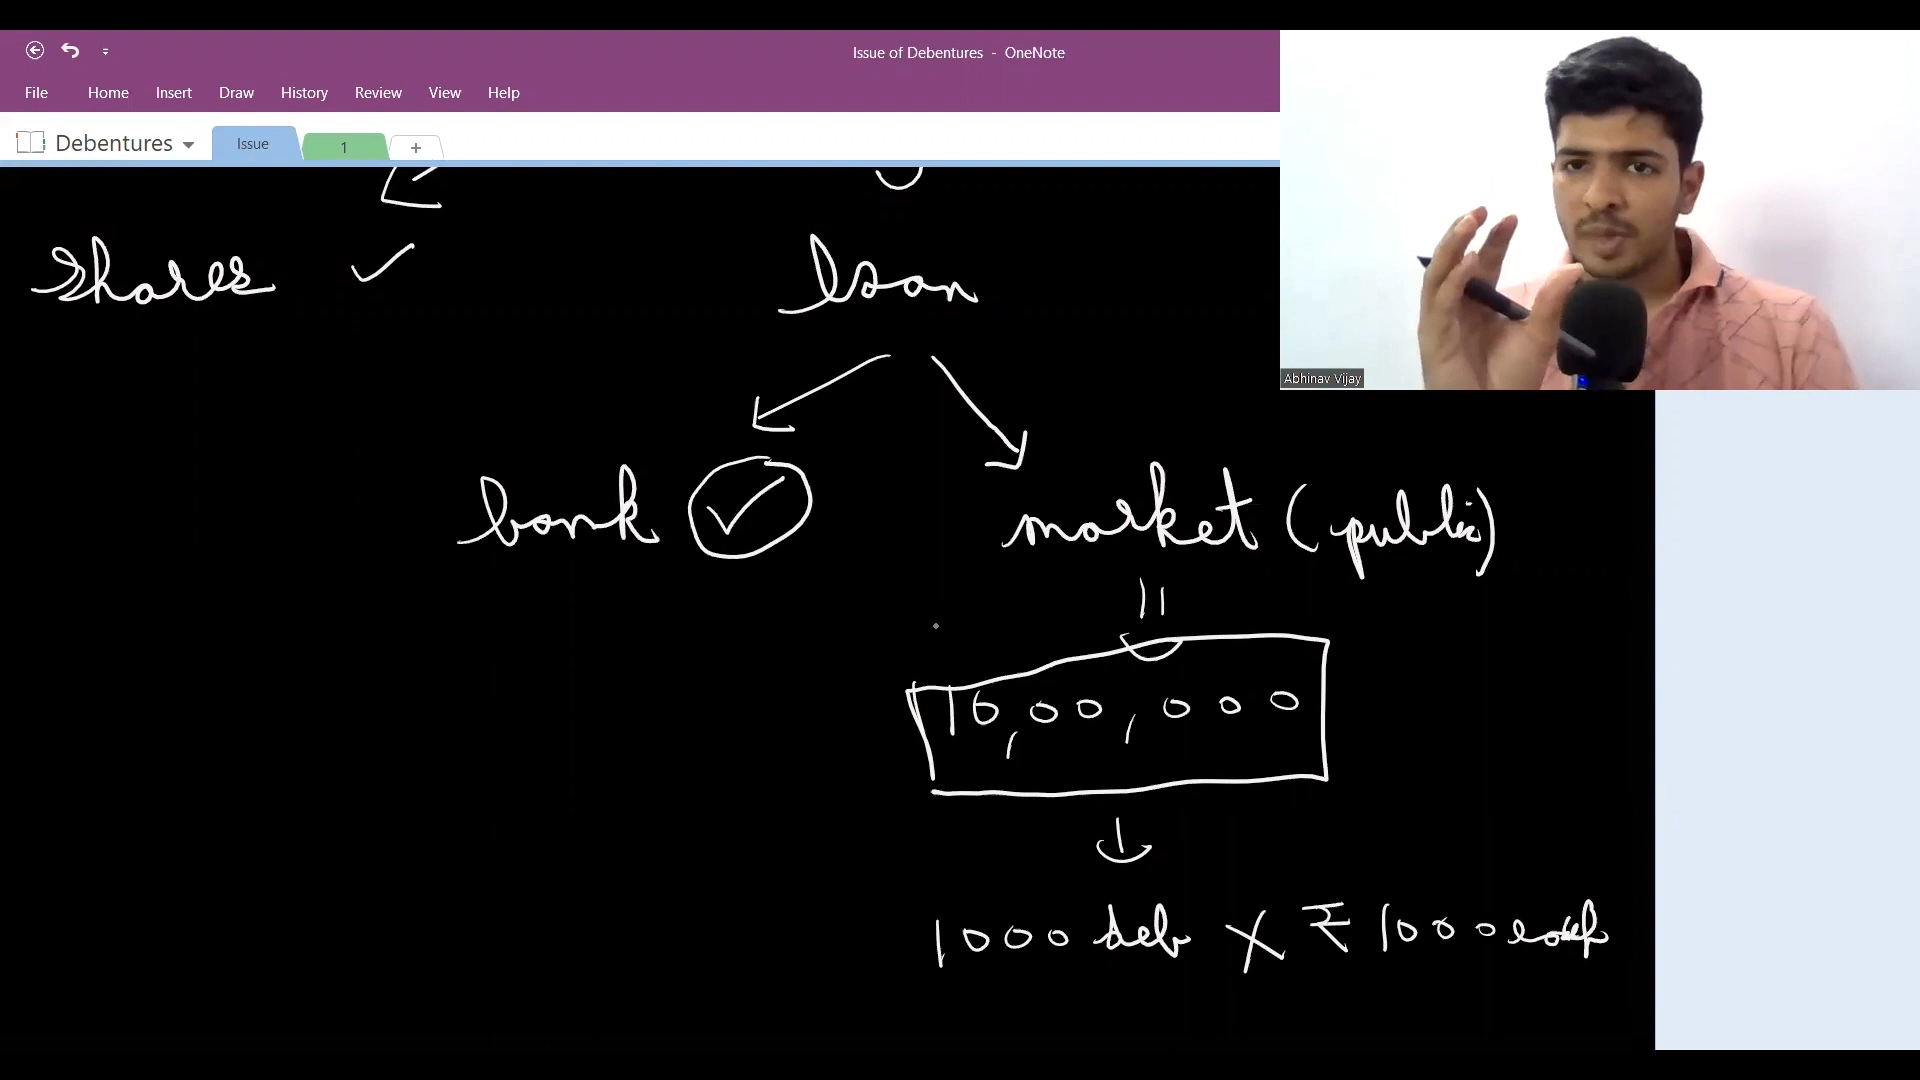 Issue of Debentures - OneNote
File Home Insert Draw History Review View Help
Debentures Issue 1 +
Abhinav Vijay
Shares ✓ loan
bank ✓ market (public)
10,00,000
1000 deb X ₹ 1000 each